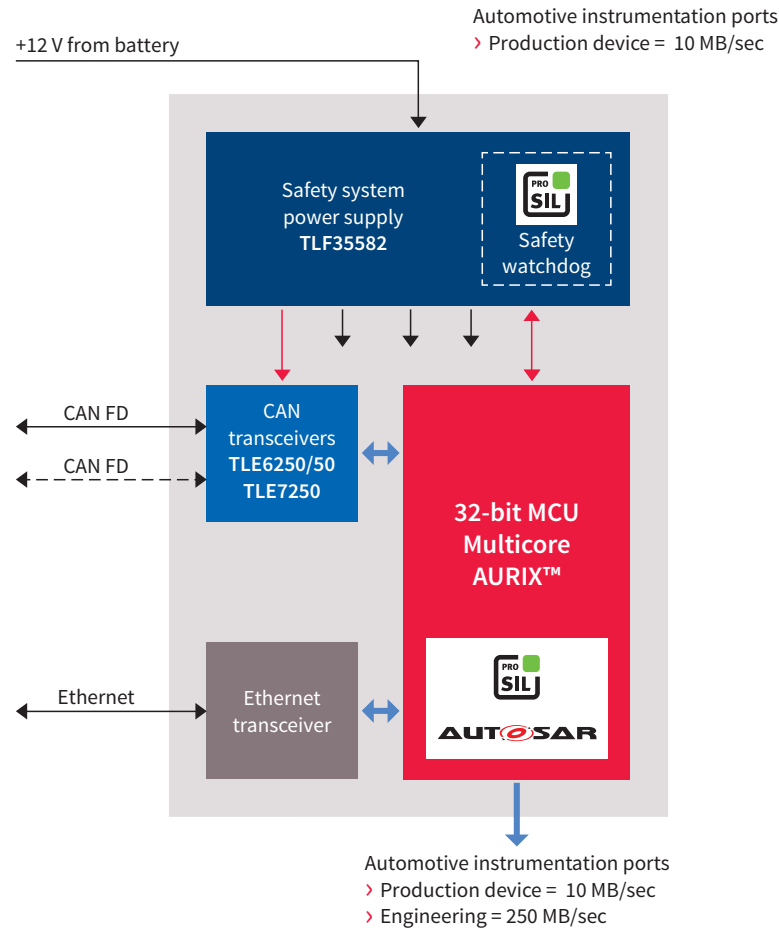 Automotive instrumentation ports
› Production device = 10 MB/sec
+12 V from battery
Safety system
power supply
TLF35582
PRO
SIL
Safety
watchdog
CAN FD
CAN FD
CAN
transceivers
TLE6250/50
TLE7250
32-bit MCU
Multicore
AURIX™
PRO
SIL
AUTOSAR
Ethernet
Ethernet
transceiver
Automotive instrumentation ports
› Production device = 10 MB/sec
› Engineering = 250 MB/sec